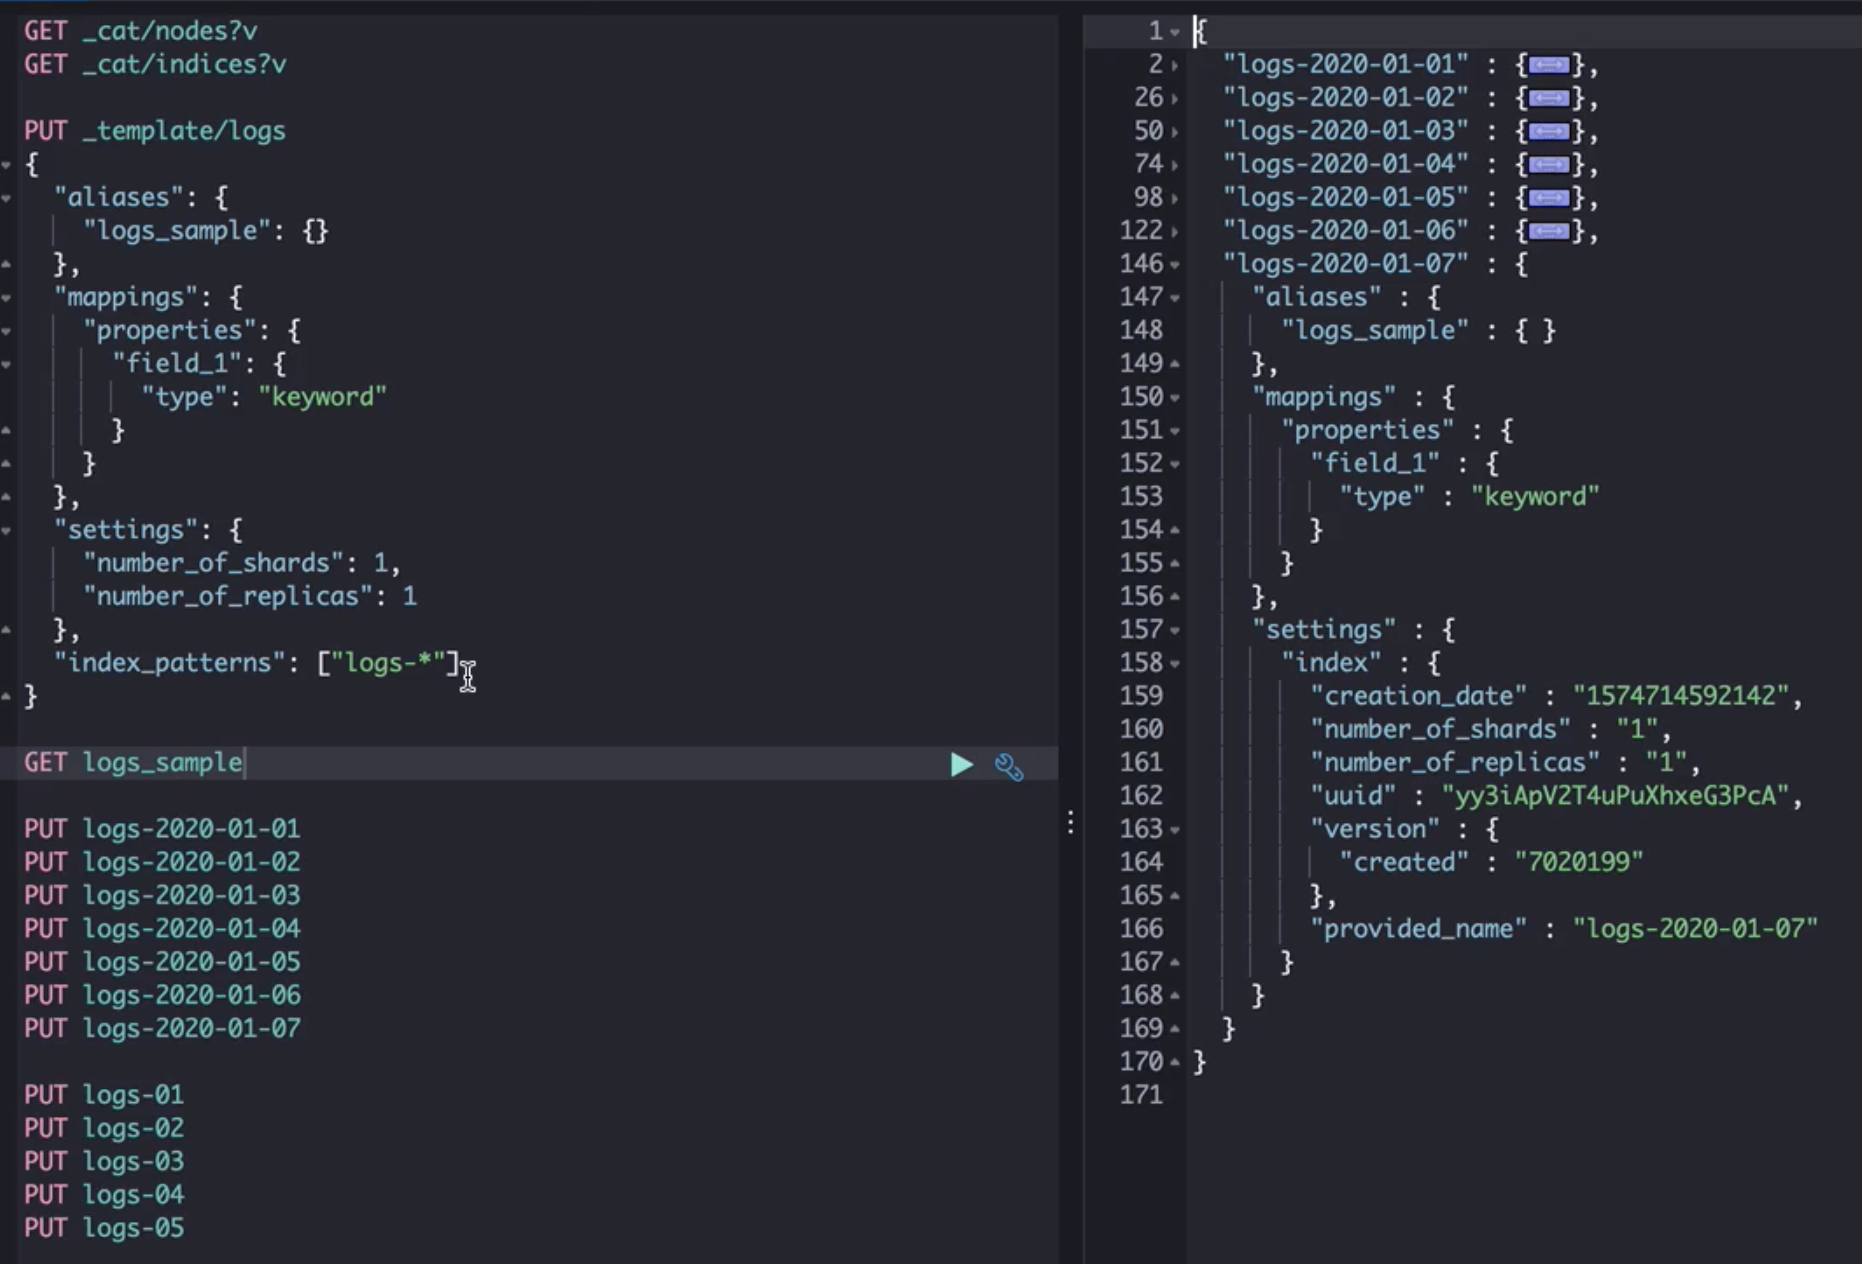 GET _cat/nodes?v
GET _cat/indices?v
PUT _template/logs
{
"aliases": {
"logs_sample": {}
},
"mappings": {
"properties": {
"field_1": {
"type": "keyword"
}
}
},
"settings": {
"number_of_shards": 1,
"number_of_replicas": 1
},
"index_patterns": ["logs-*"]
}
GET logs_sample
PUT logs-2020-01-01
PUT logs-2020-01-02
PUT logs-2020-01-03
PUT logs-2020-01-04
PUT logs-2020-01-05
PUT logs-2020-01-06
PUT logs-2020-01-07
PUT logs-01
PUT logs-02
PUT logs-03
PUT logs-04
PUT logs-05
1 {
2 "logs-2020-01-01" : {},
26 "logs-2020-01-02" : {},
50 "logs-2020-01-03" : {},
74 "logs-2020-01-04" : {},
98 "logs-2020-01-05" : {},
122 "logs-2020-01-06" : {},
146 "logs-2020-01-07" : {
147 "aliases" : {
148 "logs_sample" : { }
149 },
150 "mappings" : {
151 "properties" : {
152 "field_1" : {
153 "type" : "keyword"
154 }
155 }
156 },
157 "settings" : {
158 "index" : {
159 "creation_date" : "1574714592142",
160 "number_of_shards" : "1",
161 "number_of_replicas" : "1",
162 "uuid" : "yy3iApV2T4uPuXhxeG3PcA",
163 "version" : {
164 "created" : "7020199"
165 },
166 "provided_name" : "logs-2020-01-07"
167 }
168 }
169 }
170 }
171